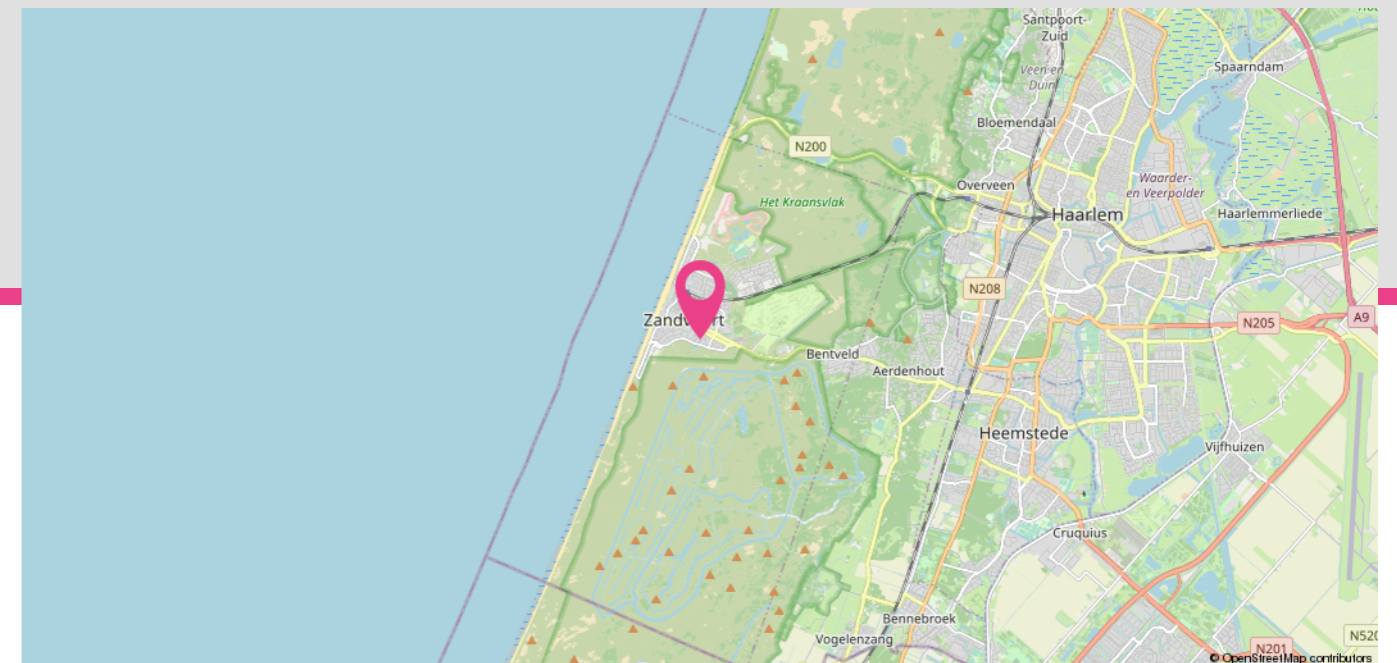 Santpoort-
Zuid
Spaarndam
Veen en
Duin
Bloemendaal
N200
Overveen
Waarder-
en Veerpolder
Het Kraansvlak
Haarlem
Haarlemmerliede
N208
Zandvoort
N205
A9
Bentveld
Aerdenhout
Heemstede
Vijfhuizen
Cruquius
Bennebroek
Vogelenzang
N201
N520
© OpenStreetMap contributors